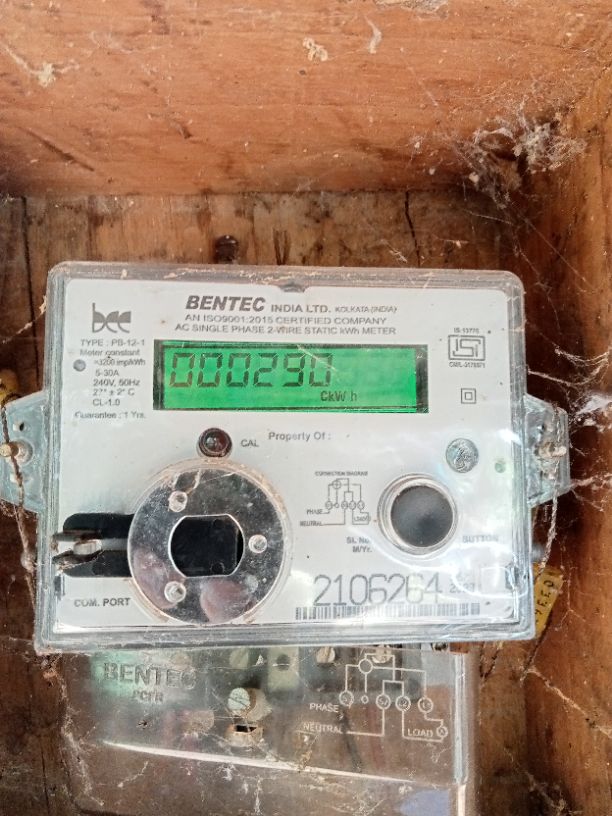 bee
BENTEC INDIA LTD. KOLKATA (INDIA)
AN ISO9001:2015 CERTIFIED COMPANY
AC SINGLE PHASE 2-WIRE STATIC kWh METER
TYPE : PB-12-1
Meter constant
=3200 imp/kWh
5-30A
240V, 50Hz
27° ± 2° C
CL-1.0
Guarantee : 1 Yrs.
000290
CkWh
IS-13779
ISI
CAL
Property Of :
CONNECTION DIAGRAM
PHASE
NEUTRAL
LOAD
SL No.
M/Yr.
BUTTON
COM. PORT
2106264
BENTEC
PHASE
NEUTRAL
LOAD